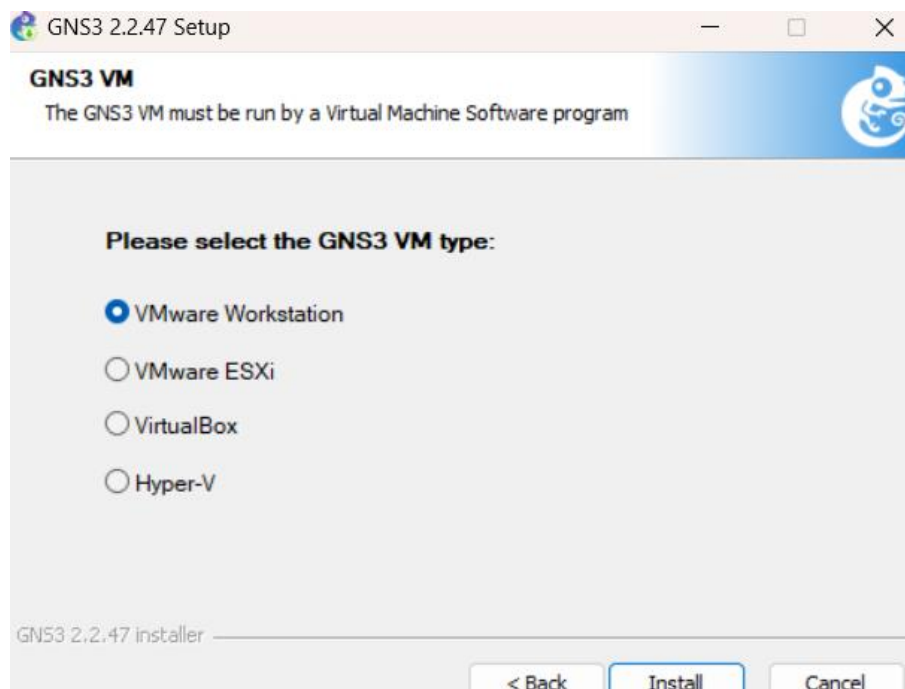 GNS3 2.2.47 Setup
GNS3 VM
The GNS3 VM must be run by a Virtual Machine Software program
Please select the GNS3 VM type:
VMware Workstation
VMware ESXi
VirtualBox
Hyper-V
GNS3 2.2.47 installer
< Back Install Cancel